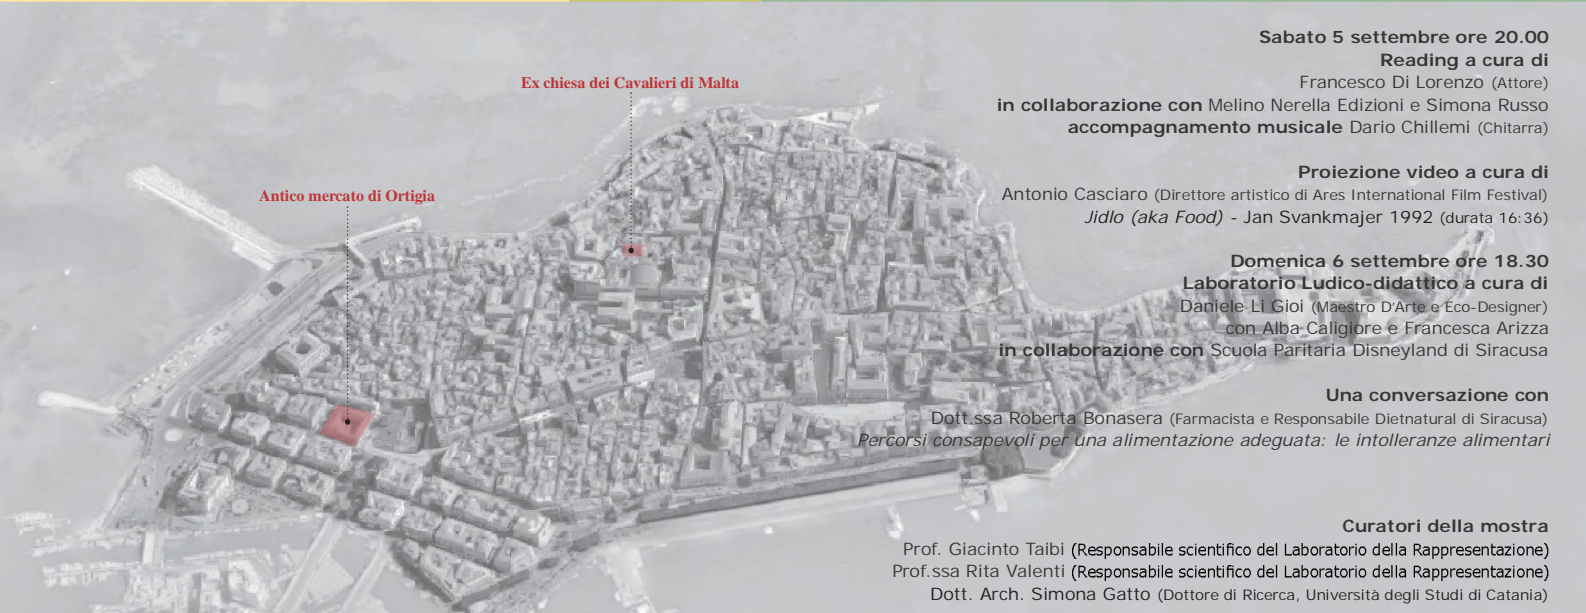 Ex chiesa dei Cavalieri di Malta
Antico mercato di Ortigia
Sabato 5 settembre ore 20.00
Reading a cura di
Francesco Di Lorenzo (Attore)
in collaborazione con Melino Nerella Edizioni e Simona Russo
accompagnamento musicale Dario Chillemi (Chitarra)
Proiezione video a cura di
Antonio Casciaro (Direttore artistico di Ares International Film Festival)
Jidlo (aka Food) - Jan Svankmajer 1992 (durata 16:36)
Domenica 6 settembre ore 18.30
Laboratorio Ludico-didattico a cura di
Daniele Li Gioi (Maestro D'Arte e Eco-Designer)
con Alba Caligiore e Francesca Arizza
in collaborazione con Scuola Paritaria Disneyland di Siracusa
Una conversazione con
Dott.ssa Roberta Bonasera (Farmacista e Responsabile Dietnatural di Siracusa)
Percorsi consapevoli per una alimentazione adeguata: le intolleranze alimentari
Curatori della mostra
Prof. Giacinto Taibi (Responsabile scientifico del Laboratorio della Rappresentazione)
Prof.ssa Rita Valenti (Responsabile scientifico del Laboratorio della Rappresentazione)
Dott. Arch. Simona Gatto (Dottore di Ricerca, Università degli Studi di Catania)